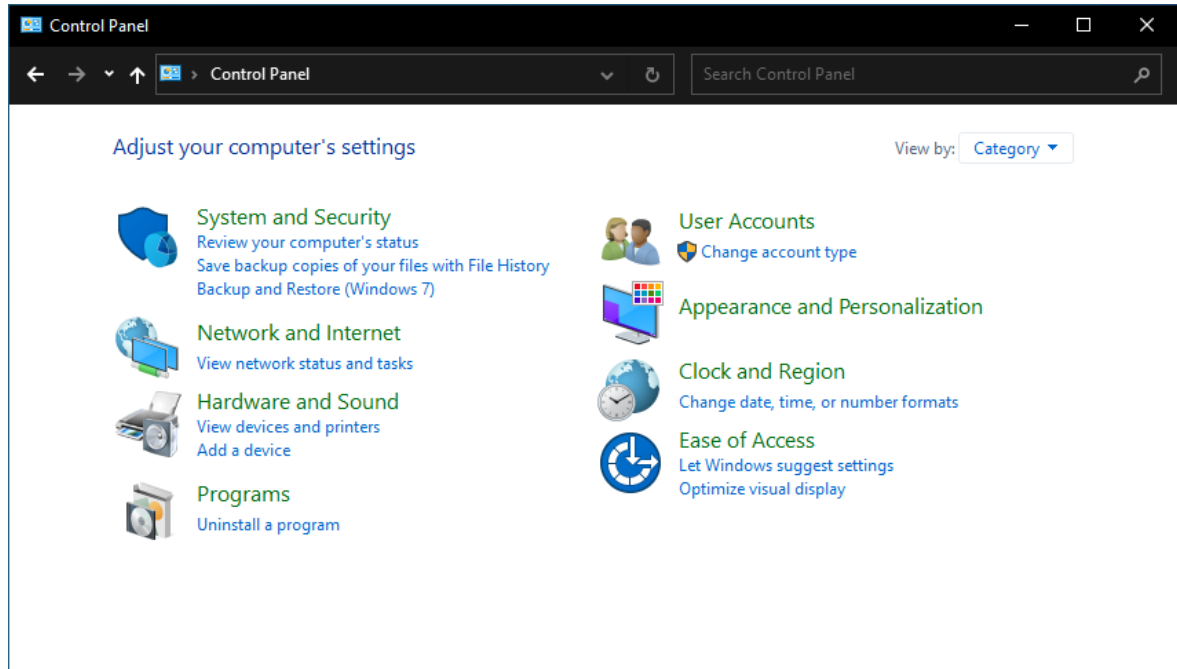 Control Panel
Control Panel
Search Control Panel
Adjust your computer's settings
View by: Category
System and Security
Review your computer's status
Save backup copies of your files with File History
Backup and Restore (Windows 7)
Network and Internet
View network status and tasks
Hardware and Sound
View devices and printers
Add a device
Programs
Uninstall a program
User Accounts
Change account type
Appearance and Personalization
Clock and Region
Change date, time, or number formats
Ease of Access
Let Windows suggest settings
Optimize visual display